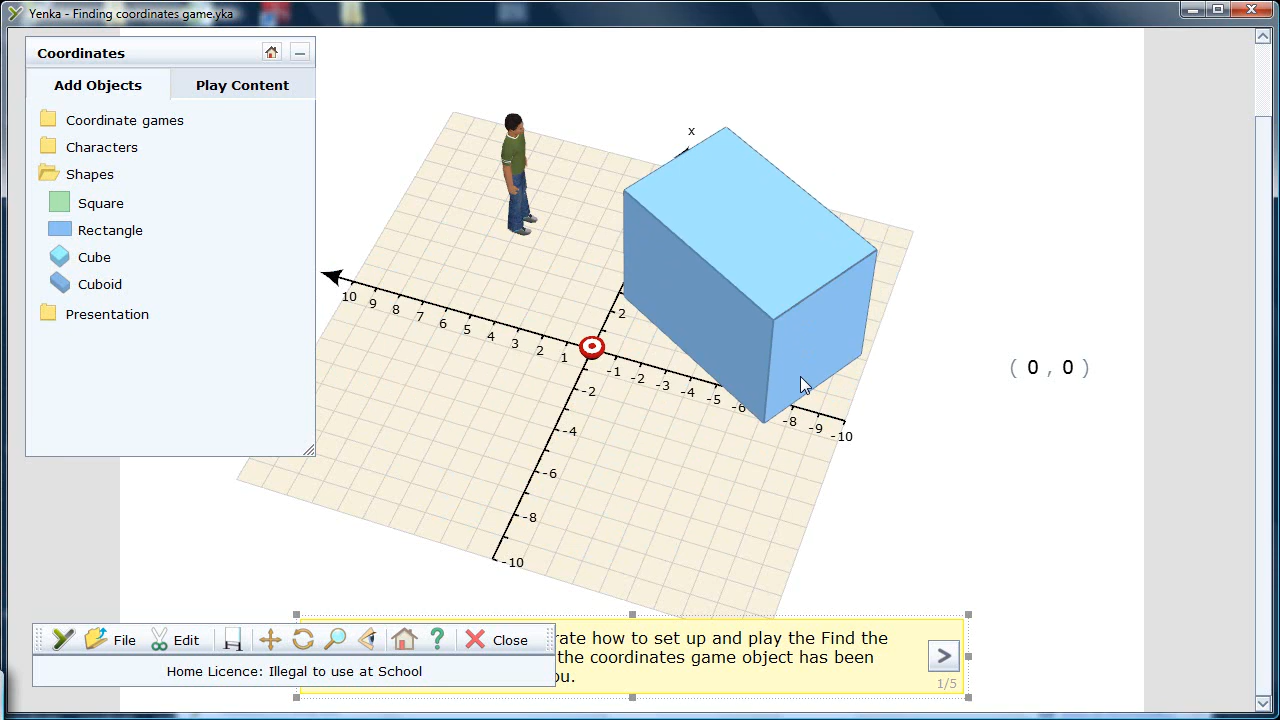 Yenka - Finding coordinates game.yka
Coordinates
Add Objects Play Content
Coordinate games
Characters
Shapes
Square
Rectangle
Cube
Cuboid
Presentation
x
10 9 8 7 6 5 4 3 2 1 -1 -2 -3 -4 -5 -6 -8 -9 -10
2
-2
-4
-6
-8
-10
( 0 , 0 )
rate how to set up and play the Find the
the coordinates game object has been
ou.
1/5
File Edit Close
Home Licence: Illegal to use at School